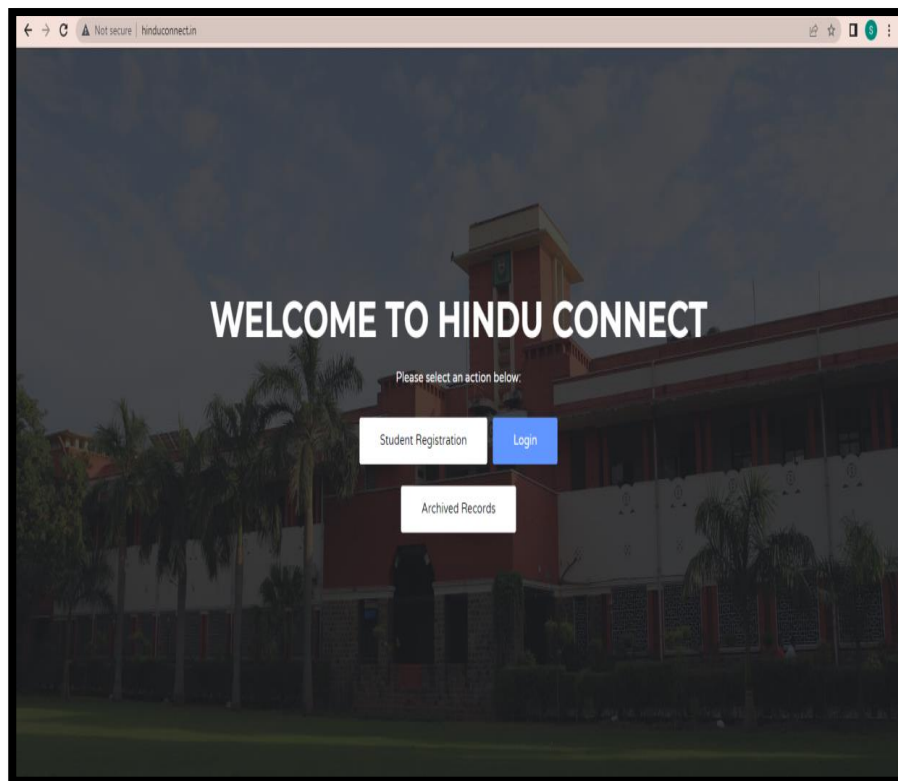 Not secure | hinduconnect.in
S
WELCOME TO HINDU CONNECT
Please select an action below:
Student Registration
Login
Archived Records